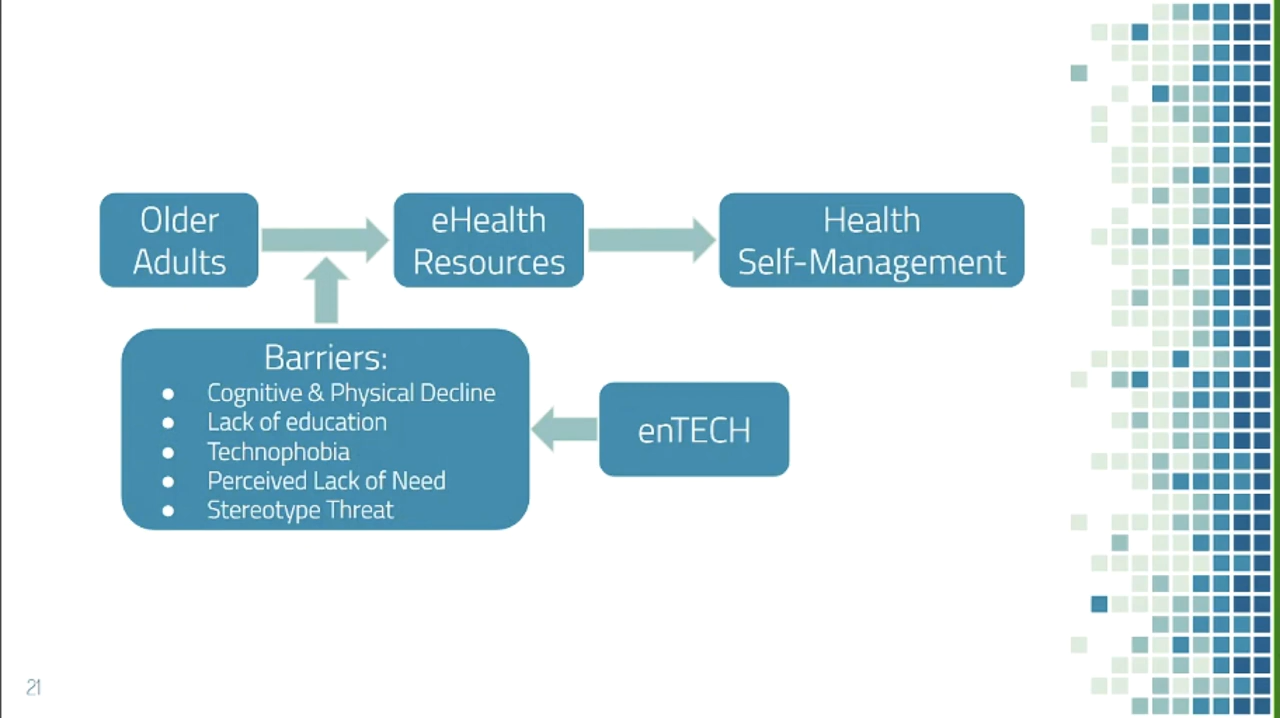 Older
Adults
eHealth
Resources
Health
Self-Management
Barriers:
● Cognitive & Physical Decline
● Lack of education
● Technophobia
● Perceived Lack of Need
● Stereotype Threat
enTECH
21